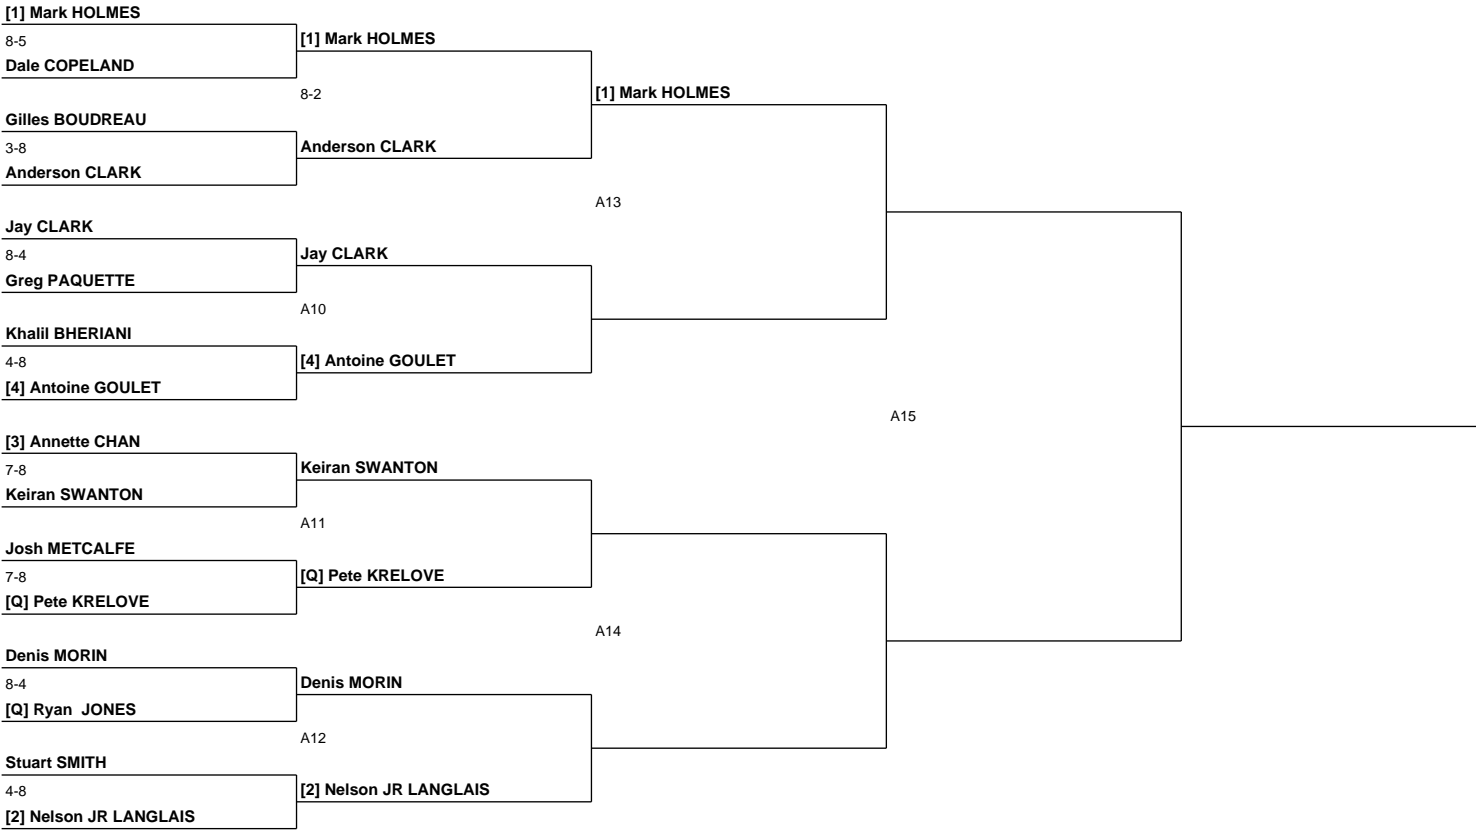 [1] Mark HOLMES
8-5
Dale COPELAND
Gilles BOUDREAU
3-8
Anderson CLARK
Jay CLARK
8-4
Greg PAQUETTE
Khalil BHERIANI
4-8
[4] Antoine GOULET
[3] Annette CHAN
7-8
Keiran SWANTON
Josh METCALFE
7-8
[Q] Pete KRELOVE
Denis MORIN
8-4
[Q] Ryan  JONES
Stuart SMITH
4-8
[2] Nelson JR LANGLAIS
[1] Mark HOLMES
8-2
Anderson CLARK
Jay CLARK
A10
[4] Antoine GOULET
Keiran SWANTON
A11
[Q] Pete KRELOVE
Denis MORIN
A12
[2] Nelson JR LANGLAIS
[1] Mark HOLMES
A13
A14
A15